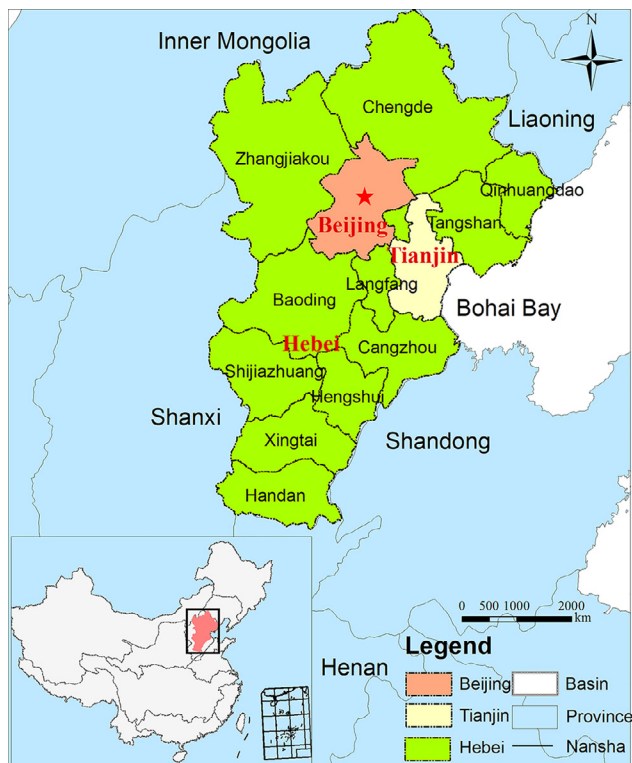 Inner Mongolia
N
Chengde
Liaoning
Zhangjiakou
Qinhuangdao
Beijing
Tangshan
Tianjin
Langfang
Baoding
Bohai Bay
Hebei
Cangzhou
Shijiazhuang
Hengshui
Shanxi
Xingtai
Shandong
Handan
0 500 1000 2000
km
Henan
Legend
Beijing Basin
Tianjin Province
Hebei Nansha